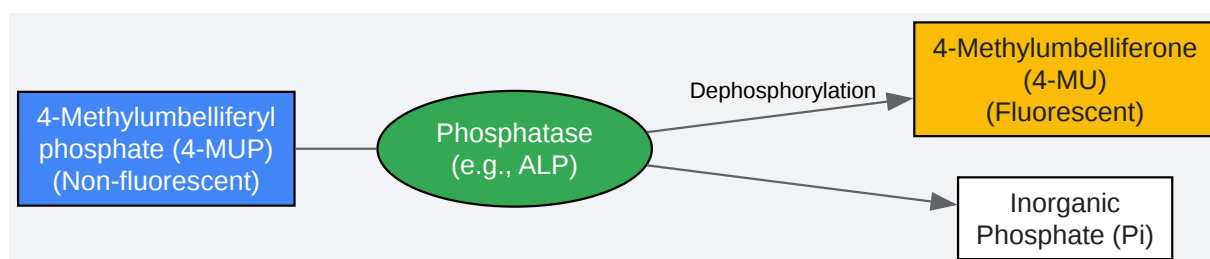 4-Methylumbelliferyl
phosphate (4-MUP)
(Non-fluorescent)
Phosphatase
(e.g., ALP)
Dephosphorylation
4-Methylumbelliferone
(4-MU)
(Fluorescent)
Inorganic
Phosphate (Pi)